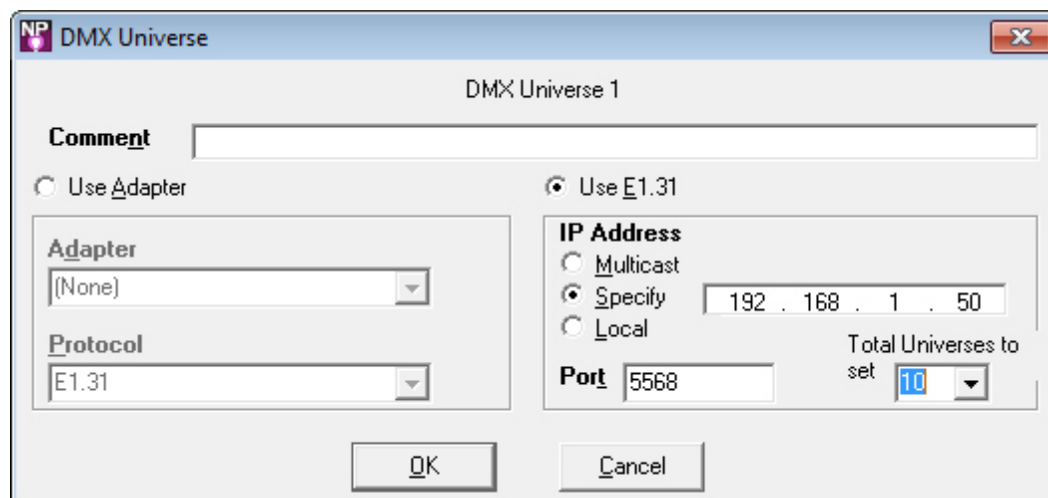 NP DMX Universe
DMX Universe 1
Comment
Use Adapter
Use E1.31
Adapter
(None)
Protocol
E1.31
IP Address
Multicast
Specify 192 . 168 . 1 . 50
Local
Port 5568
Total Universes to
set 10
OK
Cancel